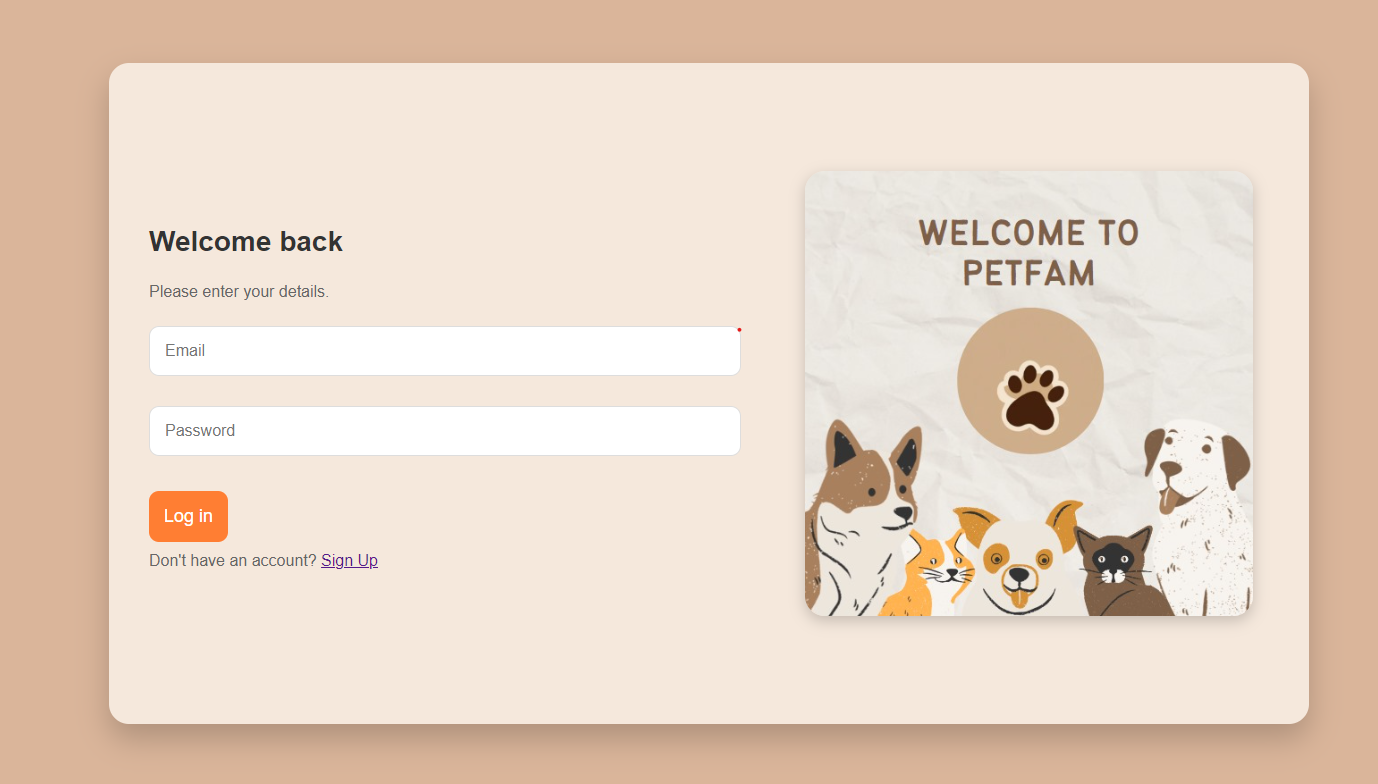 Welcome back
Please enter your details.
Email
Password
Log in
Don't have an account? Sign Up
WELCOME TO
PETFAM